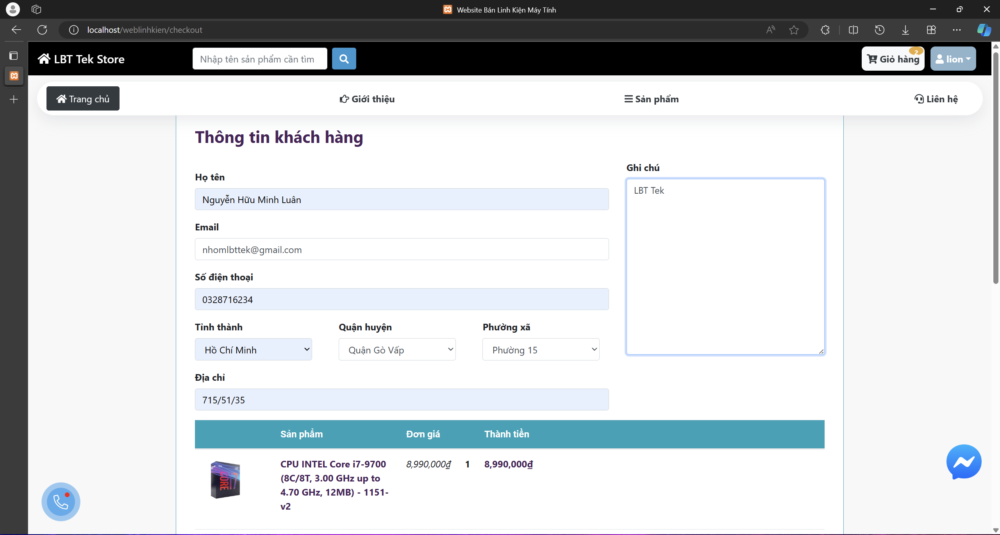 Website Bán Linh Kiện Máy Tính
localhost/weblinhkien/checkout
LBT Tek Store
Nhập tên sản phẩm cần tìm
2
Giỏ hàng
lion
Trang chủ
Giới thiệu
Sản phẩm
Liên hệ
Thông tin khách hàng
Họ tên
Nguyễn Hữu Minh Luân
Email
nhomlbttek@gmail.com
Số điện thoại
0328716234
Tỉnh thành
Quận huyện
Phường xã
Hồ Chí Minh
Quận Gò Vấp
Phường 15
Địa chỉ
715/51/35
Ghi chú
LBT Tek
Sản phẩm
Đơn giá
Thành tiền
CORE i7
CPU INTEL Core i7-9700
(8C/8T, 3.00 GHz up to
4.70 GHz, 12MB) - 1151-
v2
8,990,000₫
1
8,990,000₫